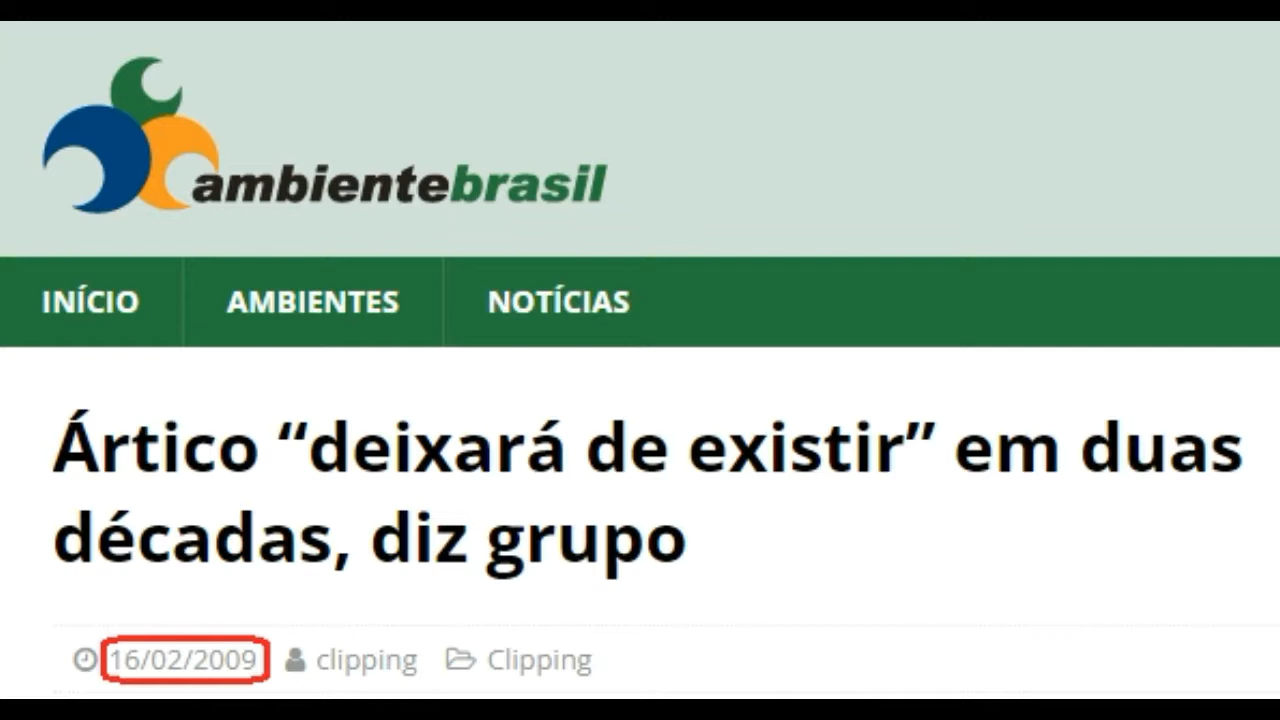 ambientebrasil
INÍCIO AMBIENTES NOTÍCIAS
Ártico “deixará de existir” em duas
décadas, diz grupo
16/02/2009 clipping Clipping